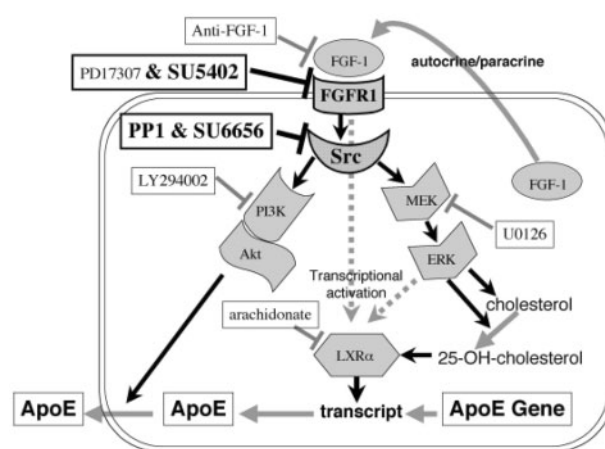 Anti-FGF-1
FGF-1
autocrine/paracrine
PD17307 & SU5402
FGFR1
PP1 & SU6656
Src
LY294002
PI3K
MEK
FGF-1
U0126
Akt
ERK
Transcriptional
activation
arachidonate
cholesterol
LXRα
25-OH-cholesterol
ApoE
ApoE
transcript
ApoE Gene